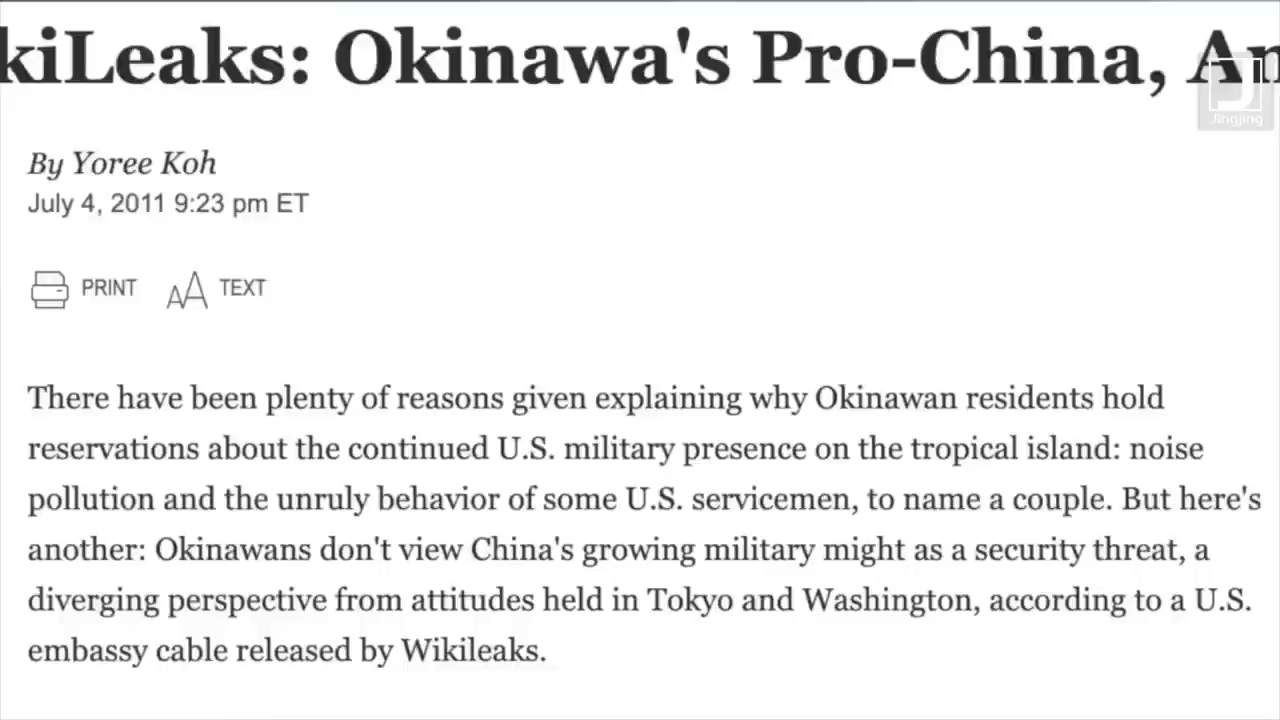 kiLeaks: Okinawa's Pro-China, An
Jingjing
By Yoree Koh
July 4, 2011 9:23 pm ET
PRINT AA TEXT
There have been plenty of reasons given explaining why Okinawan residents hold
reservations about the continued U.S. military presence on the tropical island: noise
pollution and the unruly behavior of some U.S. servicemen, to name a couple. But here's
another: Okinawans don't view China's growing military might as a security threat, a
diverging perspective from attitudes held in Tokyo and Washington, according to a U.S.
embassy cable released by Wikileaks.